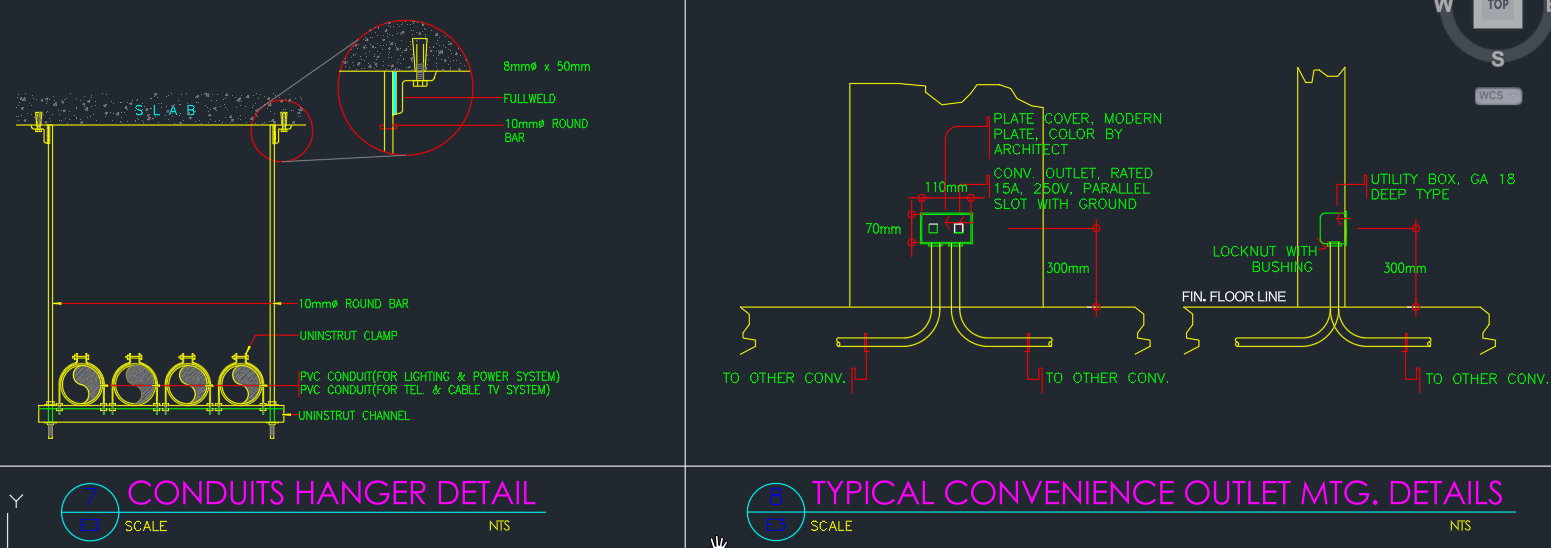 SLAB
8mmø x 50mm
FULLWELD
10mmø ROUND
BAR
10mmø ROUND BAR
UNINSTRUT CLAMP
PVC CONDUIT(FOR LIGHTING & POWER SYSTEM)
PVC CONDUIT(FOR TEL. & CABLE TV SYSTEM)
UNINSTRUT CHANNEL
7
E3
CONDUITS HANGER DETAIL
SCALE
NTS
Y
PLATE COVER, MODERN
PLATE, COLOR BY
ARCHITECT
CONV. OUTLET, RATED
15A, 250V, PARALLEL
SLOT WITH GROUND
110mm
70mm
300mm
TO OTHER CONV.
TO OTHER CONV.
UTILITY BOX, GA 18
DEEP TYPE
LOCKNUT WITH
BUSHING
300mm
FIN. FLOOR LINE
TO OTHER CONV.
8
E3
TYPICAL CONVENIENCE OUTLET MTG. DETAILS
SCALE
NTS
W
TOP
E
S
WCS